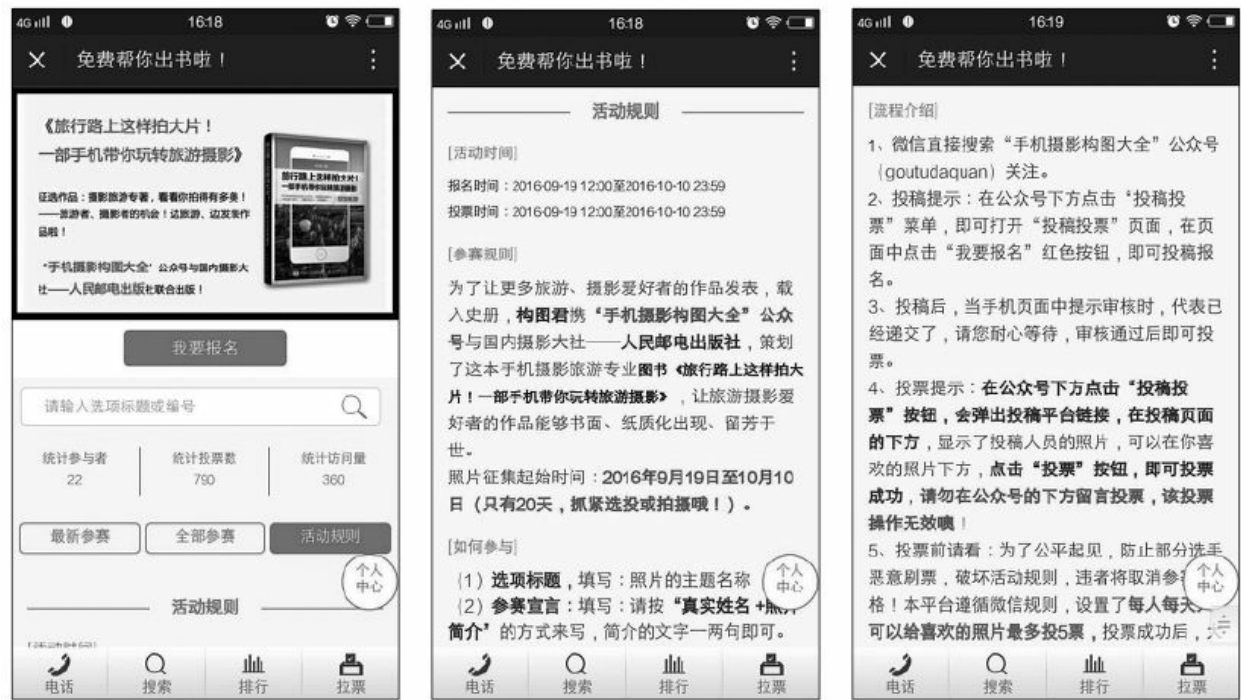 4G 16:18
免费帮你出书啦！
《旅行路上这样拍大片！
一部手机带你玩转旅游摄影》
征选作品：摄影旅游专著，看看你拍得有多美！
——旅游者、摄影者的机会！边旅游、边发表作
品啦！
“手机摄影构图大全”公众号与国内摄影大
社——人民邮电出版社联合出版！
旅行路上这样拍大片！
一部手机带你玩转旅游摄影
我要报名
请输入选项标题或编号
统计参与者 统计投票数 统计访问量
22 790 360
最新参赛 全部参赛 活动规则
个人
中心
活动规则
[活动时间]
电话 搜索 排行 拉票
4G 16:18
免费帮你出书啦！
活动规则
[活动时间]
报名时间：2016-09-19 12:00至2016-10-10 23:59
投票时间：2016-09-19 12:00至2016-10-10 23:59
[参赛规则]
为了让更多旅游、摄影爱好者的作品发表，载
入史册，构图君携“手机摄影构图大全”公众
号与国内摄影大社——人民邮电出版社，策划
了这本手机摄影旅游专业图书《旅行路上这样拍大
片！一部手机带你玩转旅游摄影》，让旅游摄影爱
好者的作品能够书面、纸质化出现、留芳于
世。
照片征集起始时间：2016年9月19日至10月10
日（只有20天，抓紧选投或拍摄哦！）。
[如何参与]
（1）选项标题，填写：照片的主题名称
（2）参赛宣言：填写：请按“真实姓名+照片
简介”的方式来写，简介的文字一两句即可。
个人
中心
电话 搜索 排行 拉票
4G 16:19
免费帮你出书啦！
[流程介绍]
1、微信直接搜索“手机摄影构图大全”公众号
（goutudaquan）关注。
2、投稿提示：在公众号下方点击“投稿投
票”菜单，即可打开“投稿投票”页面，在页
面中点击“我要报名”红色按钮，即可投稿报
名。
3、投稿后，当手机页面中提示审核时，代表已
经递交了，请您耐心等待，审核通过后即可投
票。
4、投票提示：在公众号下方点击“投稿投
票”按钮，会弹出投稿平台链接，在投稿页面
的下方，显示了投稿人员的照片，可以在你喜
欢的照片下方，点击“投票”按钮，即可投票
成功，请勿在公众号的下方留言投票，该投票
操作无效噢！
5、投票前请看：为了公平起见，防止部分选手
恶意刷票，破坏活动规则，违者将取消参
格！本平台遵循微信规则，设置了每人每天
可以给喜欢的照片最多投5票，投票成功后，
个人
中心
电话 搜索 排行 拉票